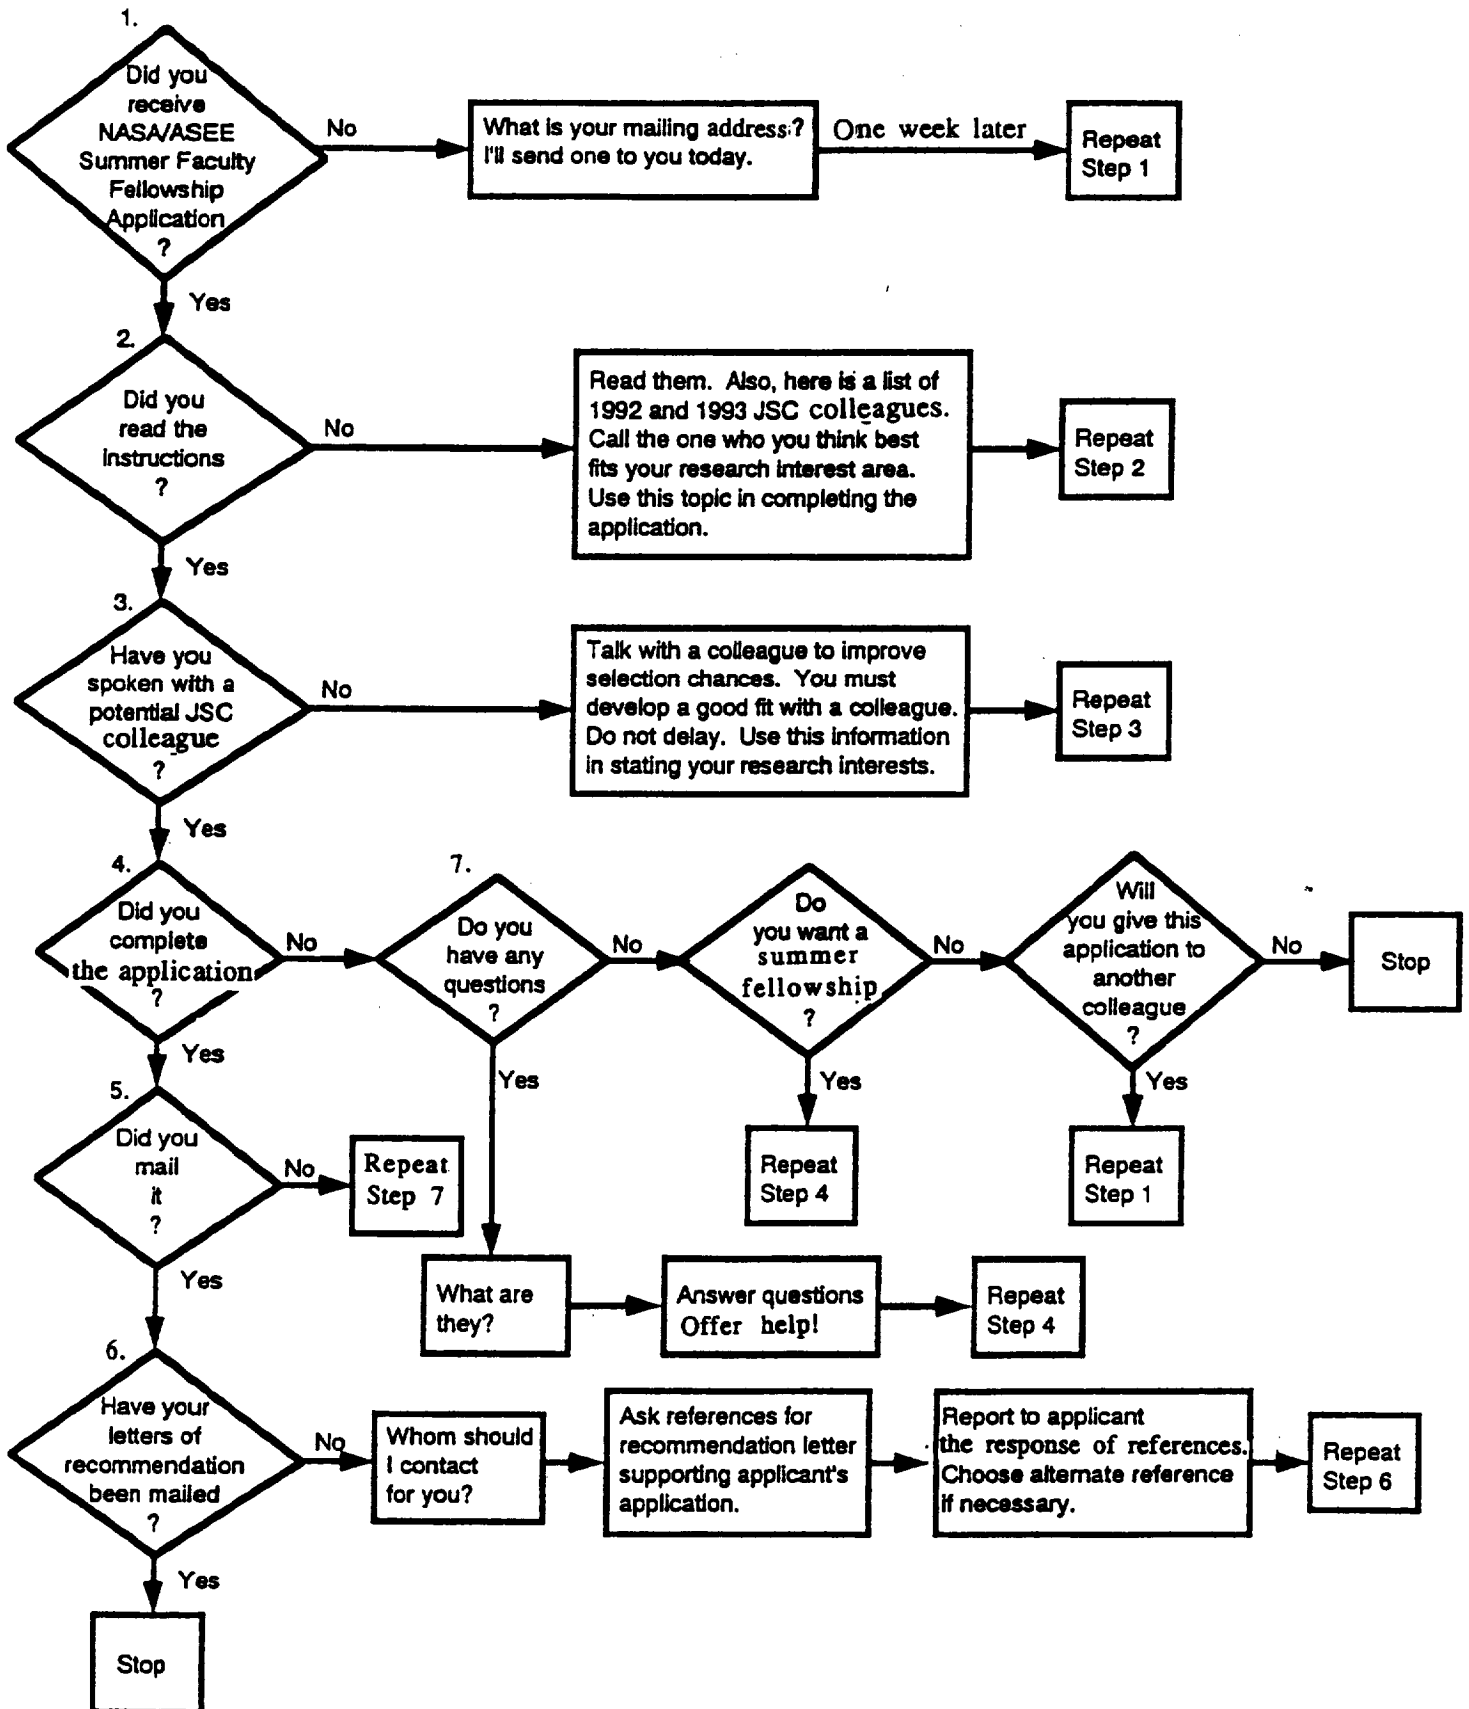 1.
Did you
receive
NASA/ASEE
Summer Faculty
Fellowship
Application
?
No
What is your mailing address?
I'll send one to you today.
One week later
Repeat
Step 1
Yes
2.
Did you
read the
instructions
?
No
Read them. Also, here is a list of
1992 and 1993 JSC colleagues.
Call the one who you think best
fits your research interest area.
Use this topic in completing the
application.
Repeat
Step 2
Yes
3.
Have you
spoken with a
potential JSC
colleague
?
No
Talk with a colleague to improve
selection chances. You must
develop a good fit with a colleague.
Do not delay. Use this information
in stating your research interests.
Repeat
Step 3
Yes
4.
Did you
complete
the application
?
No
7.
Do you
have any
questions
?
No
Do
you want a
summer
fellowship
?
No
Will
you give this
application to
another
colleague
?
No
Stop
Yes
Yes
Yes
Yes
5.
Did you
mail
it
?
No
Repeat
Step 7
Repeat
Step 4
Repeat
Step 1
Yes
What are
they?
Answer questions
Offer help!
Repeat
Step 4
6.
Have your
letters of
recommendation
been mailed
?
No
Whom should
I contact
for you?
Ask references for
recommendation letter
supporting applicant's
application.
Report to applicant
the response of references.
Choose alternate reference
if necessary.
Repeat
Step 6
Yes
Stop